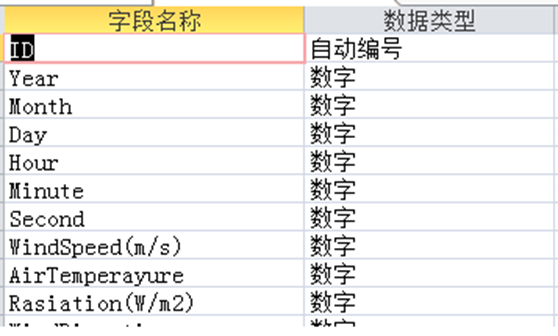 字段名称 数据类型
ID 自动编号
Year 数字
Month 数字
Day 数字
Hour 数字
Minute 数字
Second 数字
WindSpeed(m/s) 数字
AirTemperayure 数字
Rasiation(W/m2) 数字